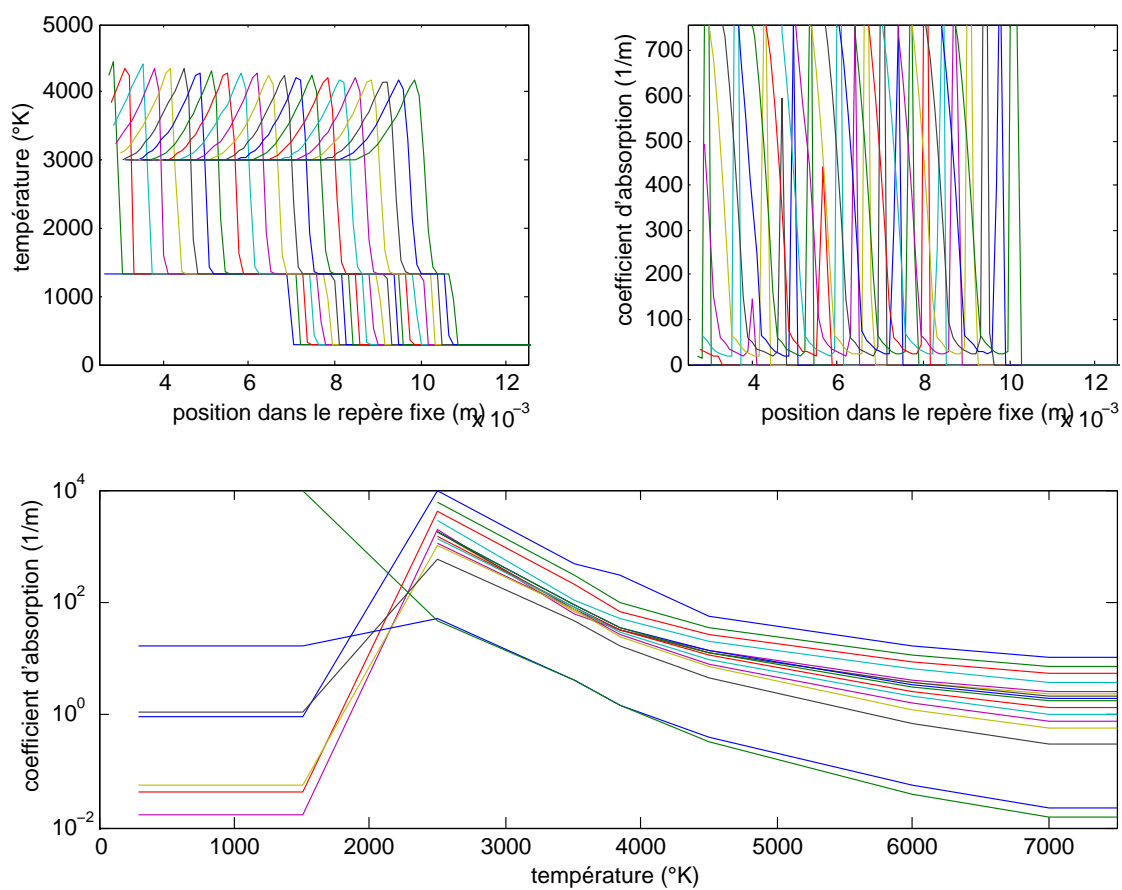 5000
4000
3000
2000
1000
0
température (°K)
4 6 8 10 12
position dans le repère fixe (m)
x 10⁻³
700
600
500
400
300
200
100
0
coefficient d'absorption (1/m)
4 6 8 10 12
position dans le repère fixe (m)
x 10⁻³
10⁴
10²
10⁰
10⁻²
coefficient d'absorption (1/m)
0 1000 2000 3000 4000 5000 6000 7000
température (°K)